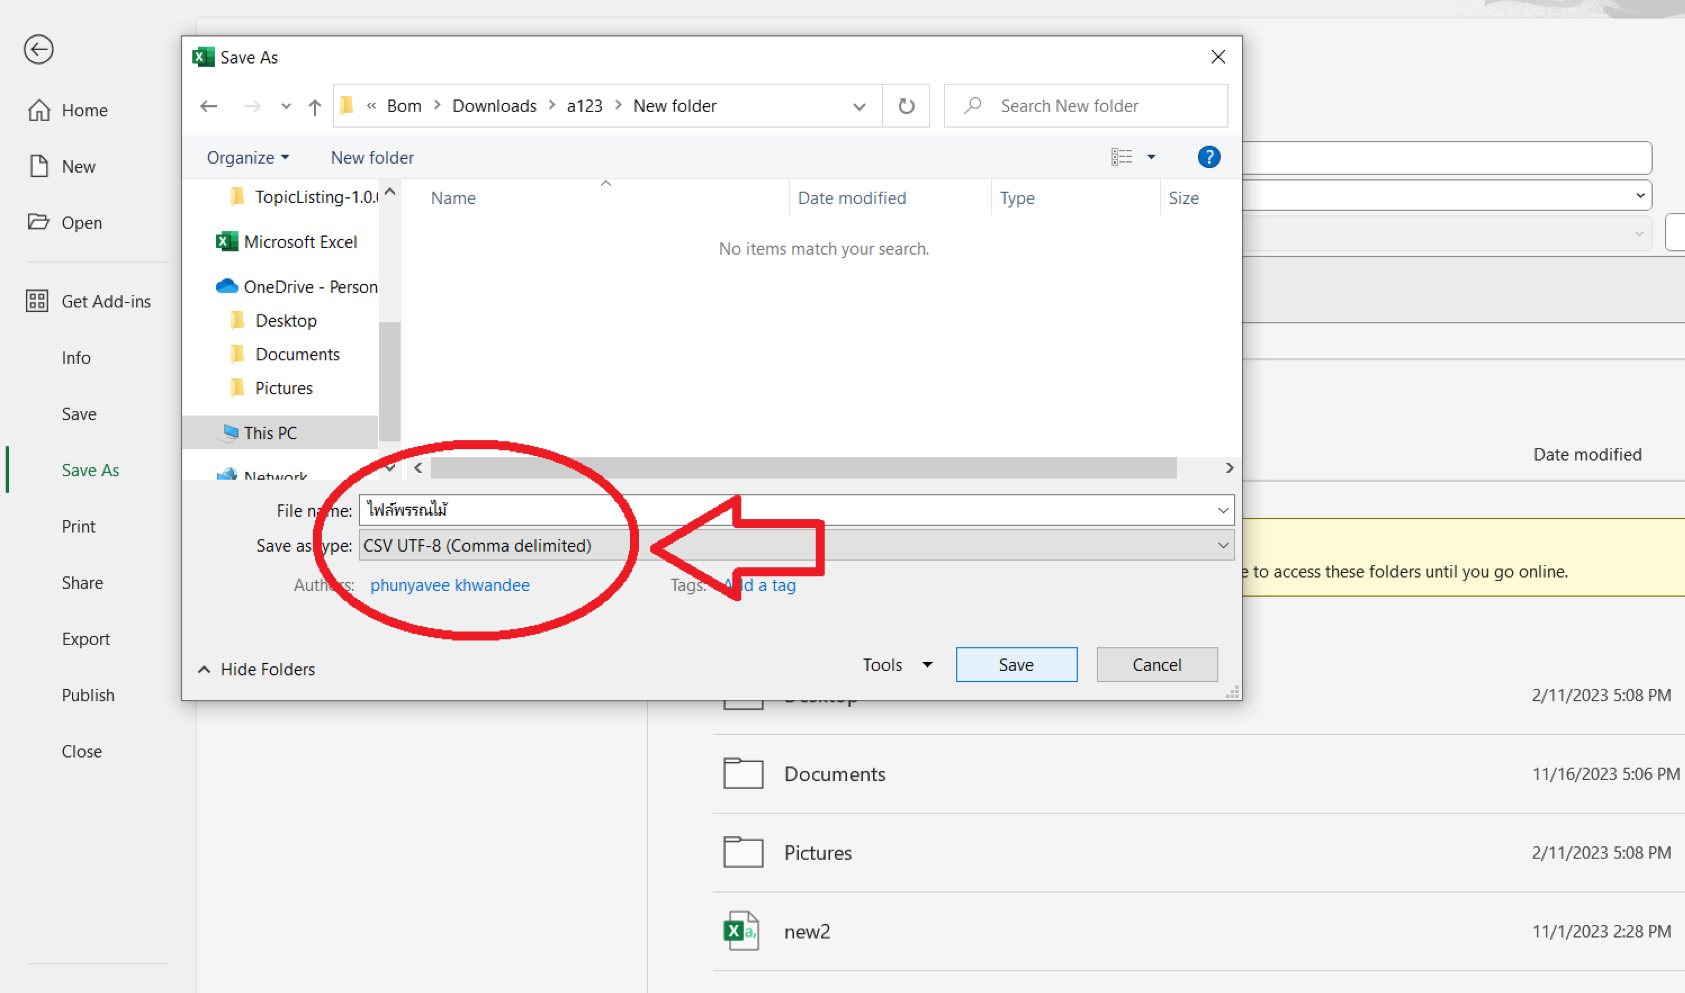 Save As
Home
New
Open
Get Add-ins
Info
Save
Save As
Print
Share
Export
Publish
Close
« Bom > Downloads > a123 > New folder
Search New folder
Organize
New folder
?
TopicListing-1.0.
Microsoft Excel
OneDrive - Person
Desktop
Documents
Pictures
This PC
Network
Name
Date modified
Type
Size
No items match your search.
File name: ไฟล์พรรณไม้
Save as type: CSV UTF-8 (Comma delimited)
Authors: phunyavee khwandee
Tags: Add a tag
Hide Folders
Tools
Save
Cancel
Date modified
e to access these folders until you go online.
Desktop 2/11/2023 5:08 PM
Documents 11/16/2023 5:06 PM
Pictures 2/11/2023 5:08 PM
new2 11/1/2023 2:28 PM